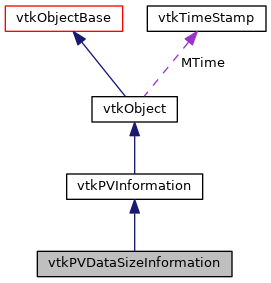 vtkObjectBase
vtkTimeStamp
MTime
vtkObject
vtkPVInformation
vtkPVDataSizeInformation